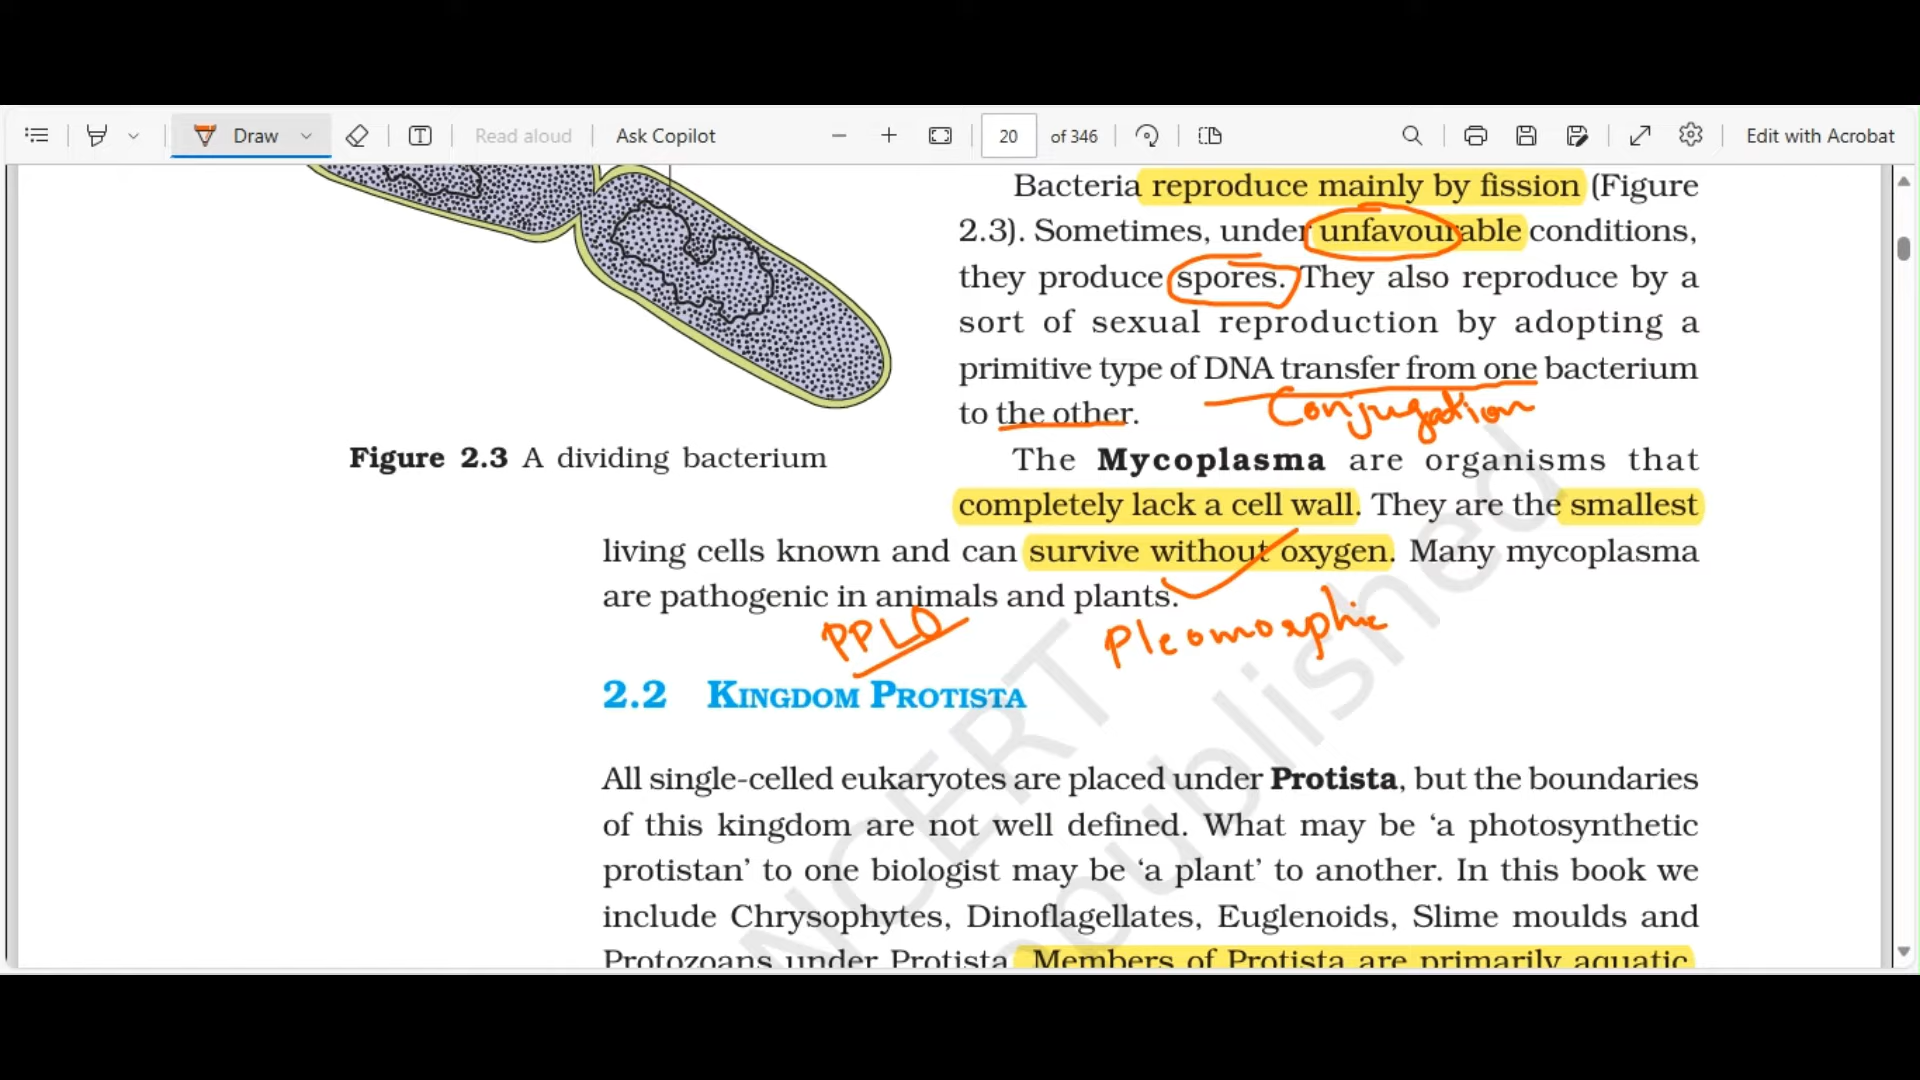 Draw
Read aloud
Ask Copilot
20 of 346
Edit with Acrobat
Bacteria reproduce mainly by fission (Figure
2.3). Sometimes, under unfavourable conditions,
they produce spores. They also reproduce by a
sort of sexual reproduction by adopting a
primitive type of DNA transfer from one bacterium
to the other.
Conjugation
Figure 2.3 A dividing bacterium
The Mycoplasma are organisms that
completely lack a cell wall. They are the smallest
living cells known and can survive without oxygen. Many mycoplasma
are pathogenic in animals and plants.
PPLO
Pleomorphic
2.2 KINGDOM PROTISTA
All single-celled eukaryotes are placed under Protista, but the boundaries
of this kingdom are not well defined. What may be ‘a photosynthetic
protistan’ to one biologist may be ‘a plant’ to another. In this book we
include Chrysophytes, Dinoflagellates, Euglenoids, Slime moulds and
Protozoans under Protista. Members of Protista are primarily aquatic.
NCERT
republished